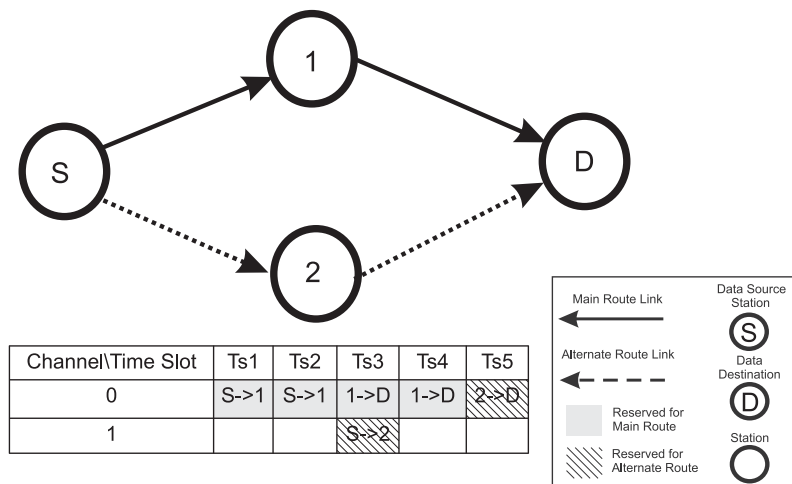 1
S
D
2
Channel\Time Slot Ts1 Ts2 Ts3 Ts4 Ts5
0 S->1 S->1 1->D 1->D 2->D
1 S->2
Main Route Link
Data Source
Station
S
Alternate Route Link
Data
Destination
D
Reserved for
Main Route
Station
Reserved for
Alternate Route